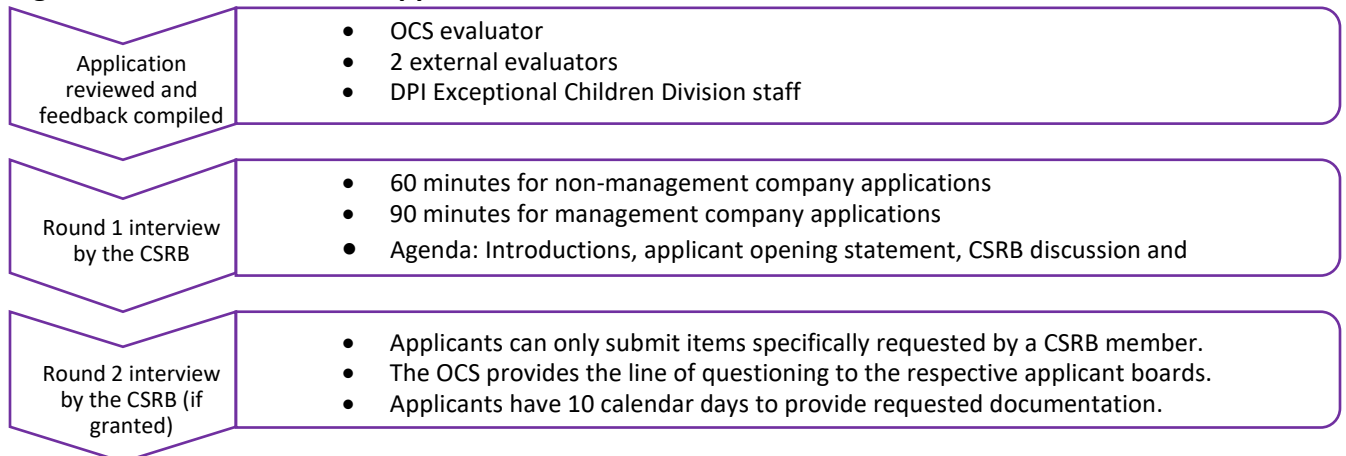 Application
reviewed and
feedback compiled
• OCS evaluator
• 2 external evaluators
• DPI Exceptional Children Division staff
Round 1 interview
by the CSRB
• 60 minutes for non-management company applications
• 90 minutes for management company applications
• Agenda: Introductions, applicant opening statement, CSRB discussion and
Round 2 interview
by the CSRB (if
granted)
• Applicants can only submit items specifically requested by a CSRB member.
• The OCS provides the line of questioning to the respective applicant boards.
• Applicants have 10 calendar days to provide requested documentation.